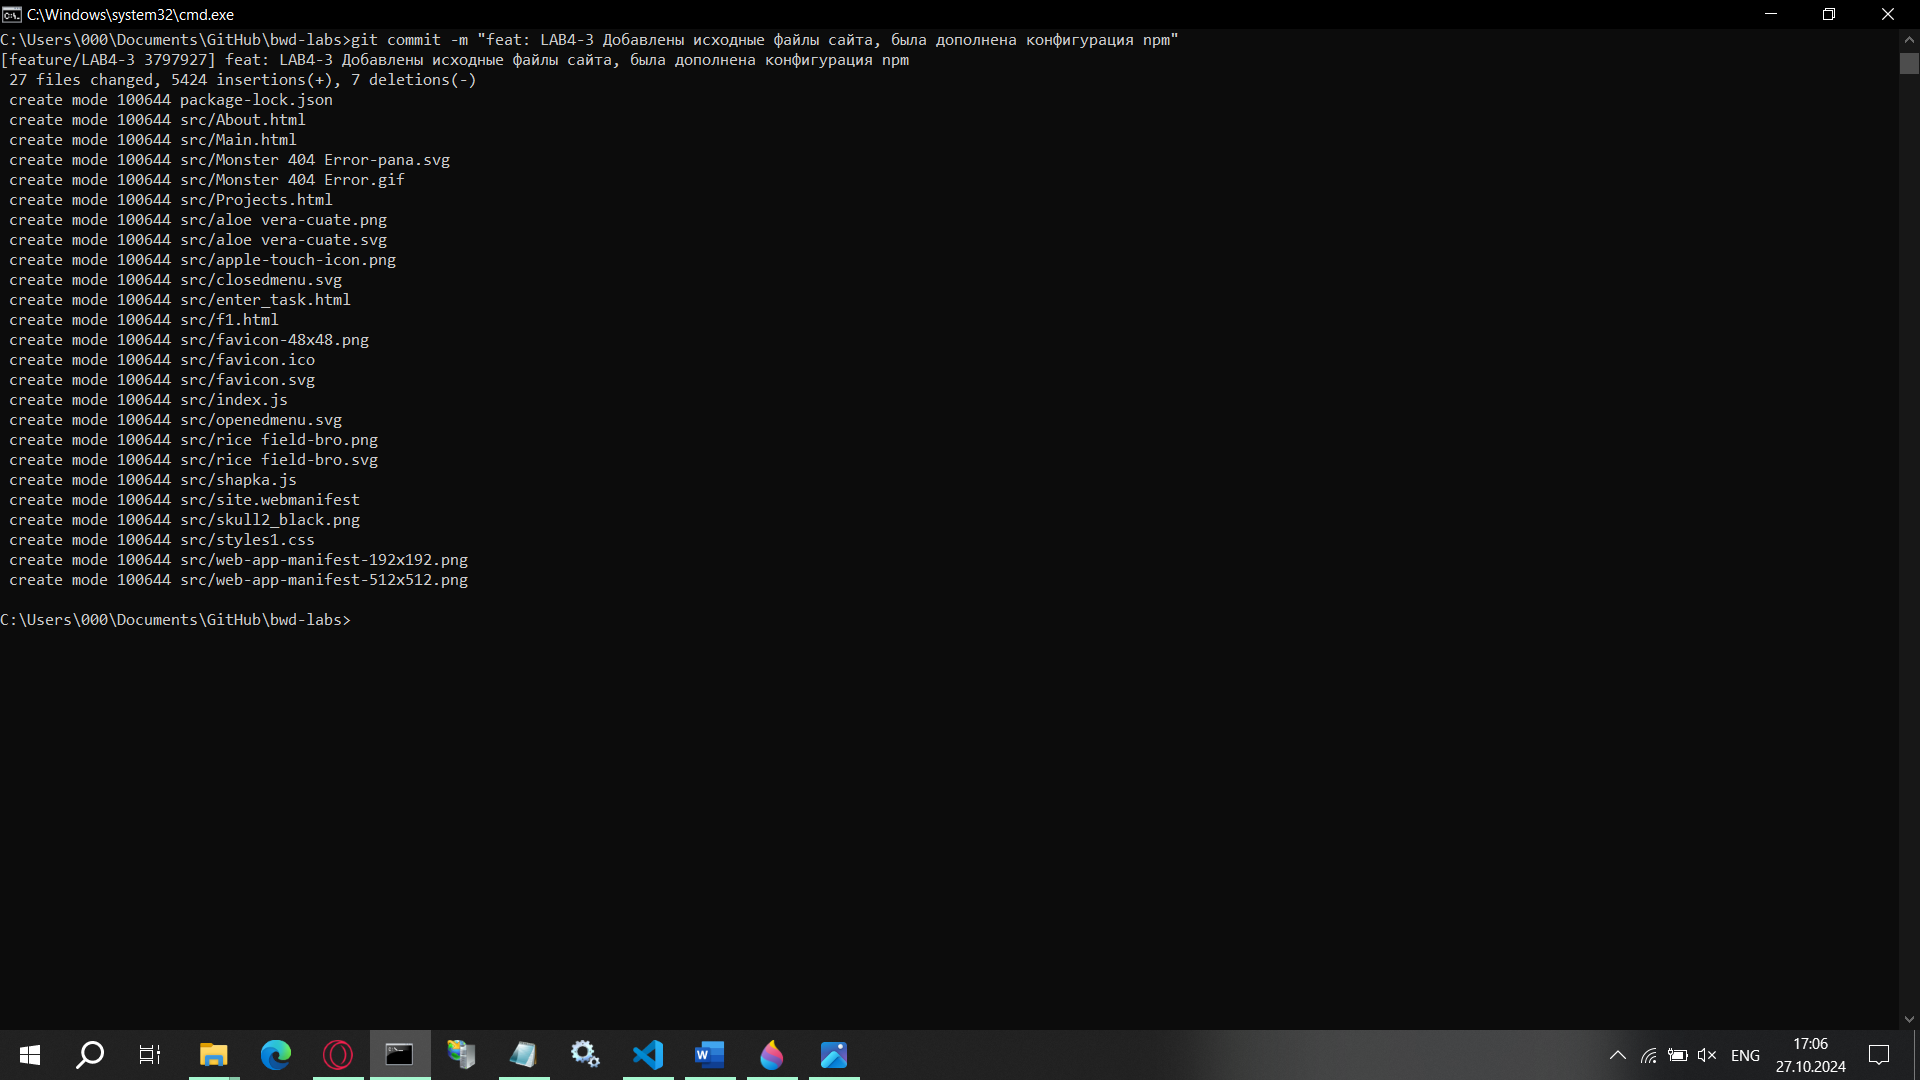 C:\Windows\system32\cmd.exe
C:\Users\000\Documents\GitHub\bwd-labs>git commit -m "feat: LAB4-3 Добавлены исходные файлы сайта, была дополнена конфигурация npm"
[feature/LAB4-3 3797927] feat: LAB4-3 Добавлены исходные файлы сайта, была дополнена конфигурация npm
 27 files changed, 5424 insertions(+), 7 deletions(-)
 create mode 100644 package-lock.json
 create mode 100644 src/About.html
 create mode 100644 src/Main.html
 create mode 100644 src/Monster 404 Error-pana.svg
 create mode 100644 src/Monster 404 Error.gif
 create mode 100644 src/Projects.html
 create mode 100644 src/aloe vera-cuate.png
 create mode 100644 src/aloe vera-cuate.svg
 create mode 100644 src/apple-touch-icon.png
 create mode 100644 src/closedmenu.svg
 create mode 100644 src/enter_task.html
 create mode 100644 src/f1.html
 create mode 100644 src/favicon-48x48.png
 create mode 100644 src/favicon.ico
 create mode 100644 src/favicon.svg
 create mode 100644 src/index.js
 create mode 100644 src/openedmenu.svg
 create mode 100644 src/rice field-bro.png
 create mode 100644 src/rice field-bro.svg
 create mode 100644 src/shapka.js
 create mode 100644 src/site.webmanifest
 create mode 100644 src/skull2_black.png
 create mode 100644 src/styles1.css
 create mode 100644 src/web-app-manifest-192x192.png
 create mode 100644 src/web-app-manifest-512x512.png
C:\Users\000\Documents\GitHub\bwd-labs>
ENG
17:06
27.10.2024